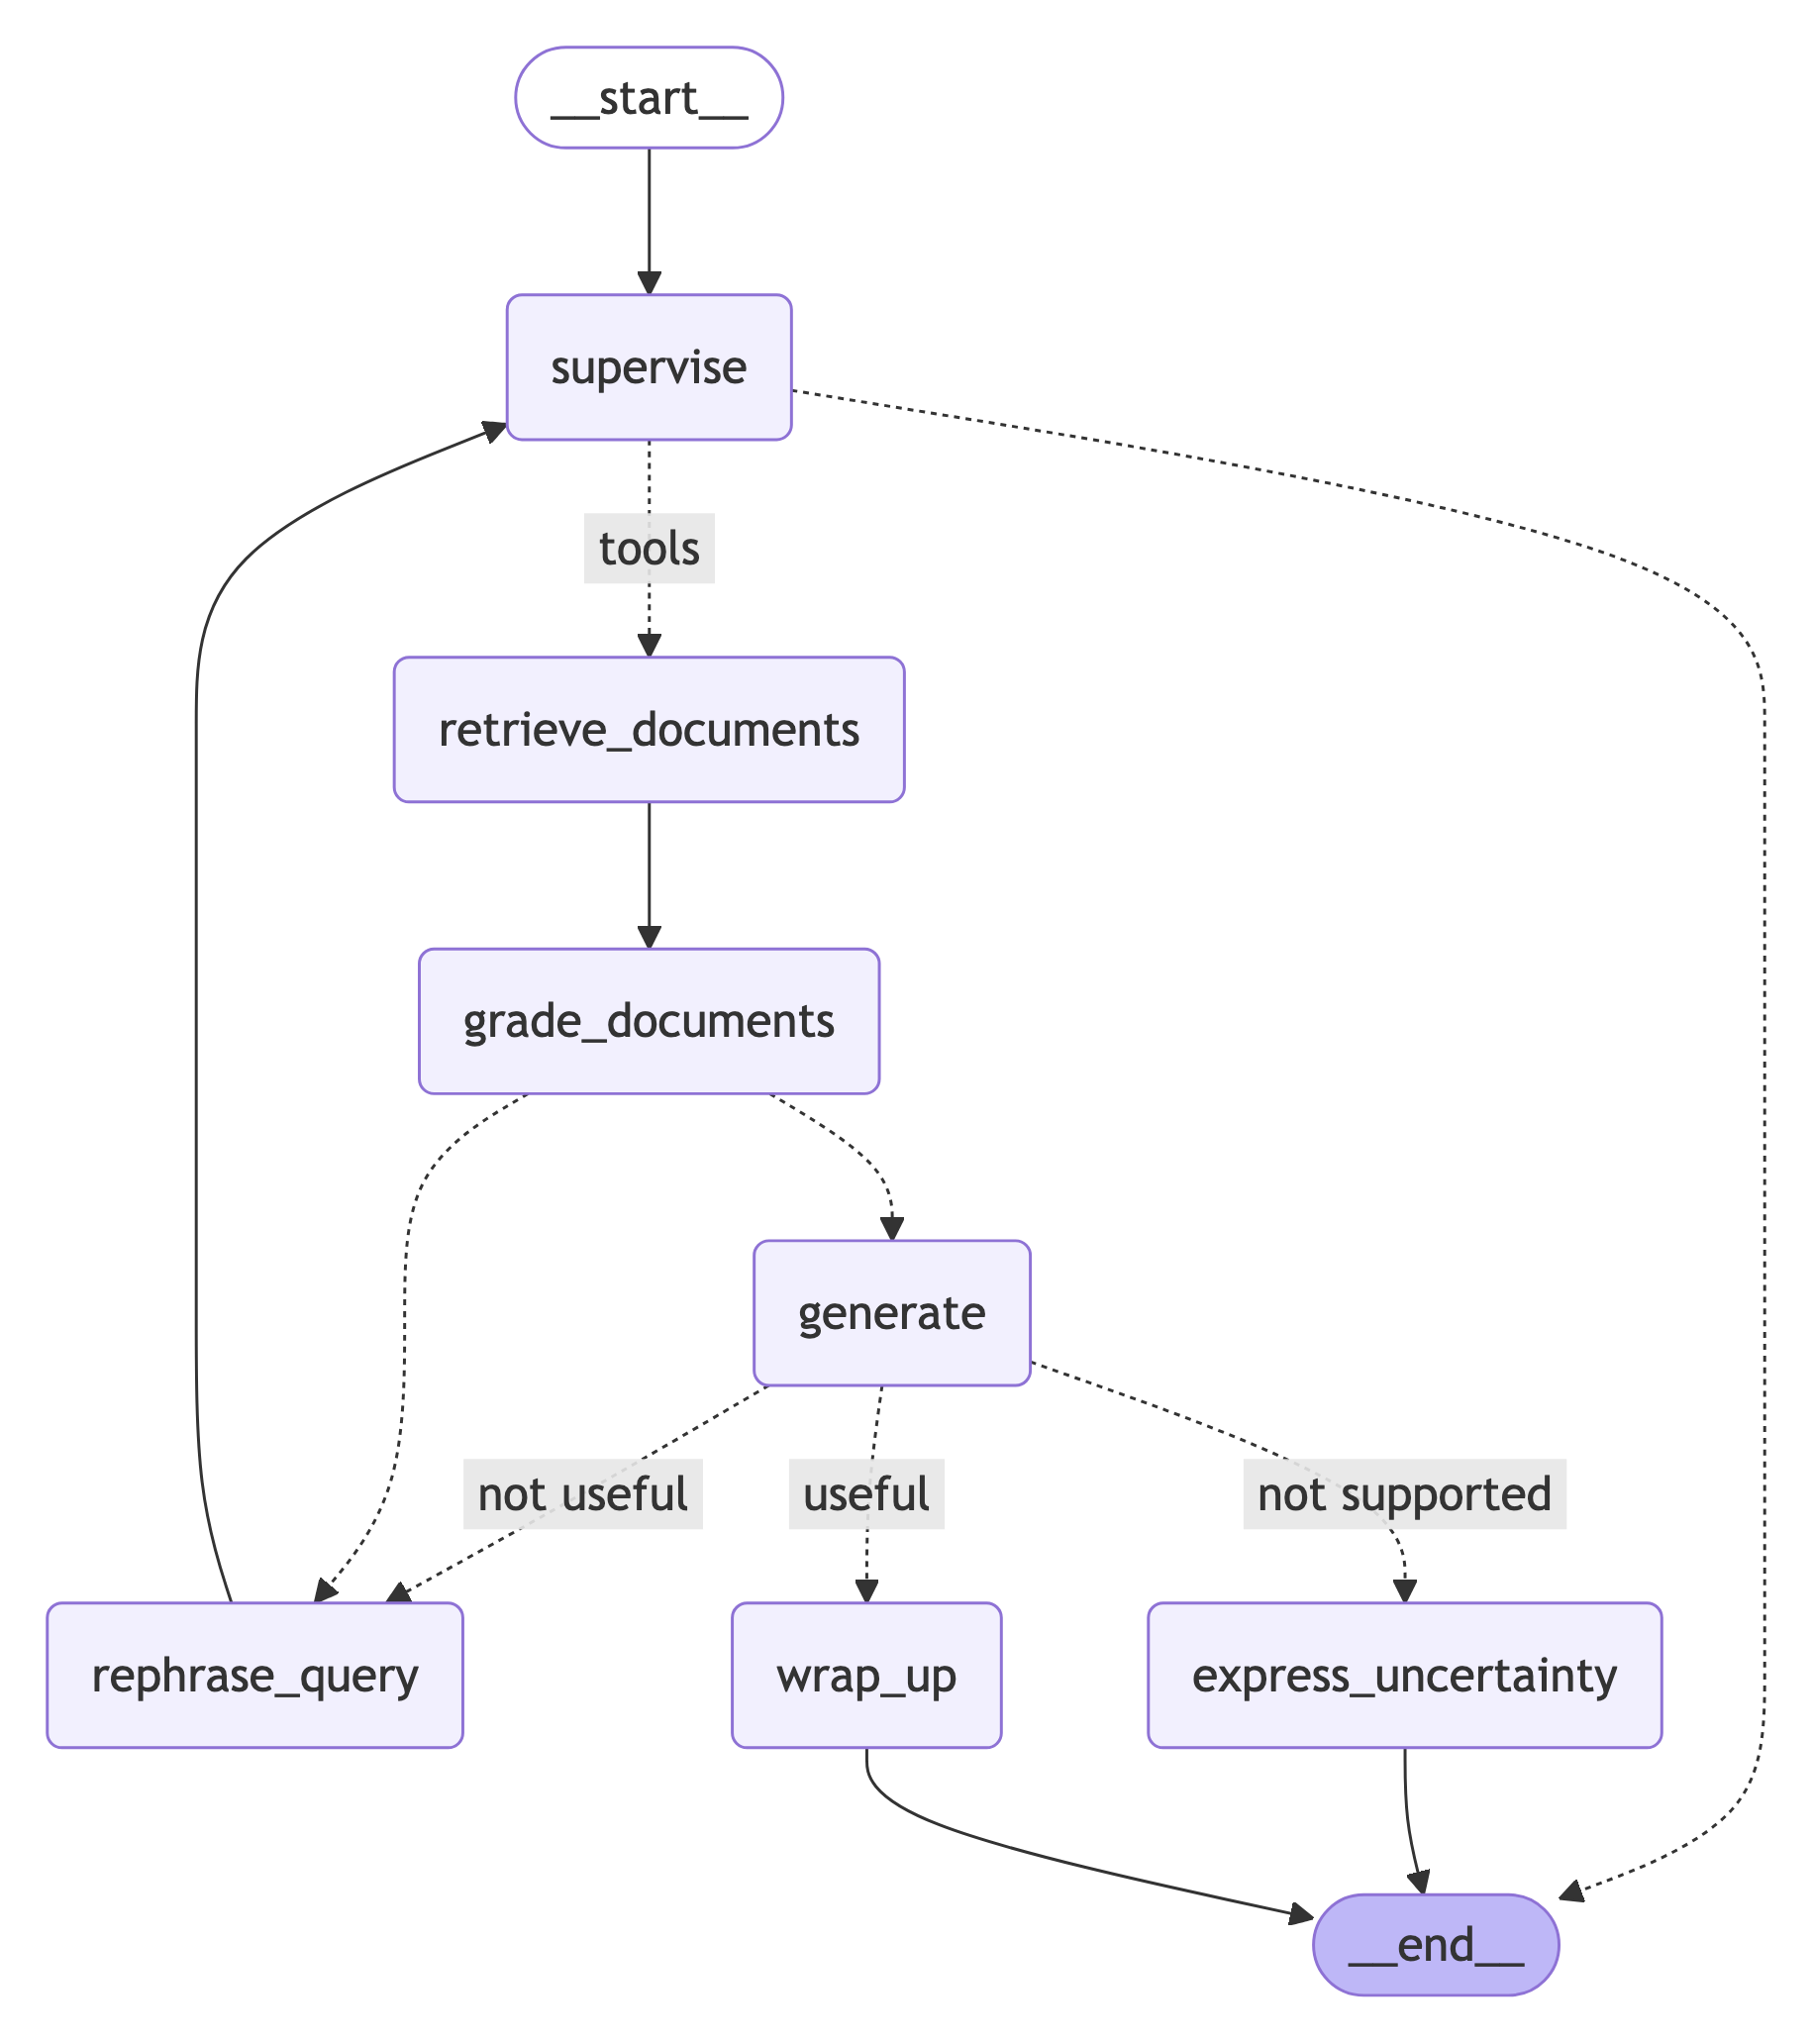 __start__
supervise
tools
retrieve_documents
grade_documents
generate
not useful
useful
not supported
rephrase_query
wrap_up
express_uncertainty
__end__